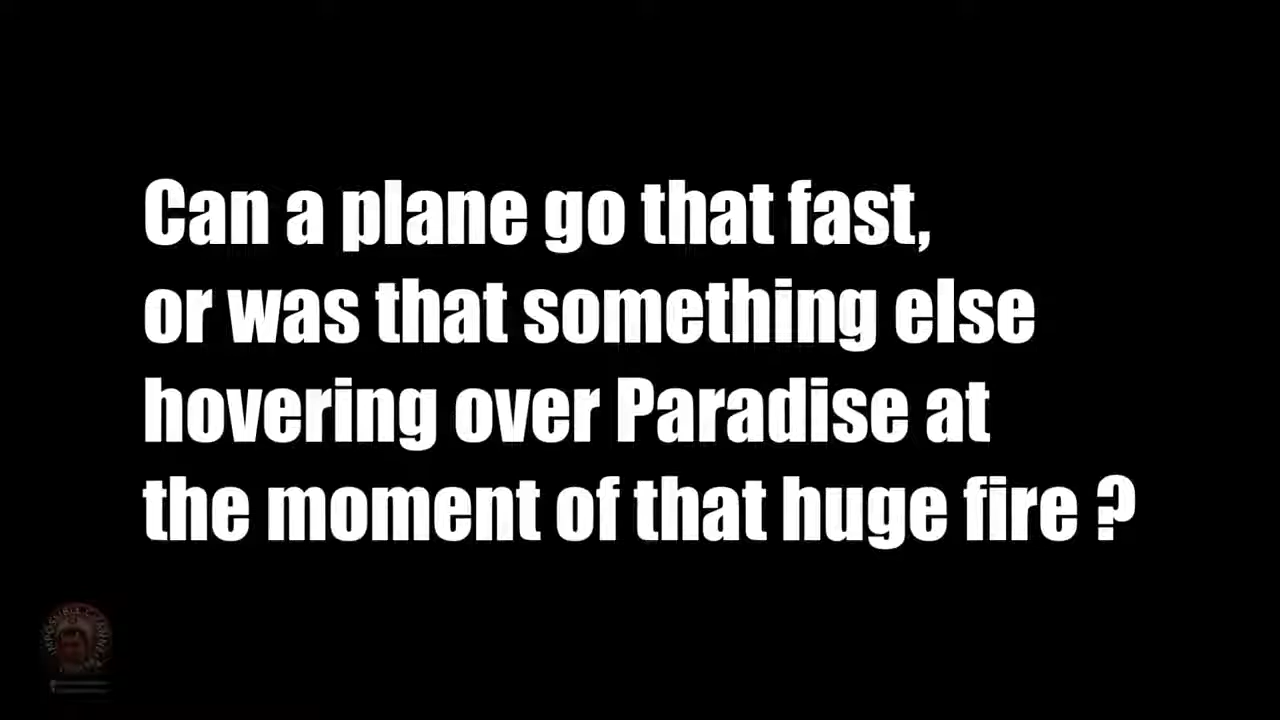 Can a plane go that fast,
or was that something else
hovering over Paradise at
the moment of that huge fire ?